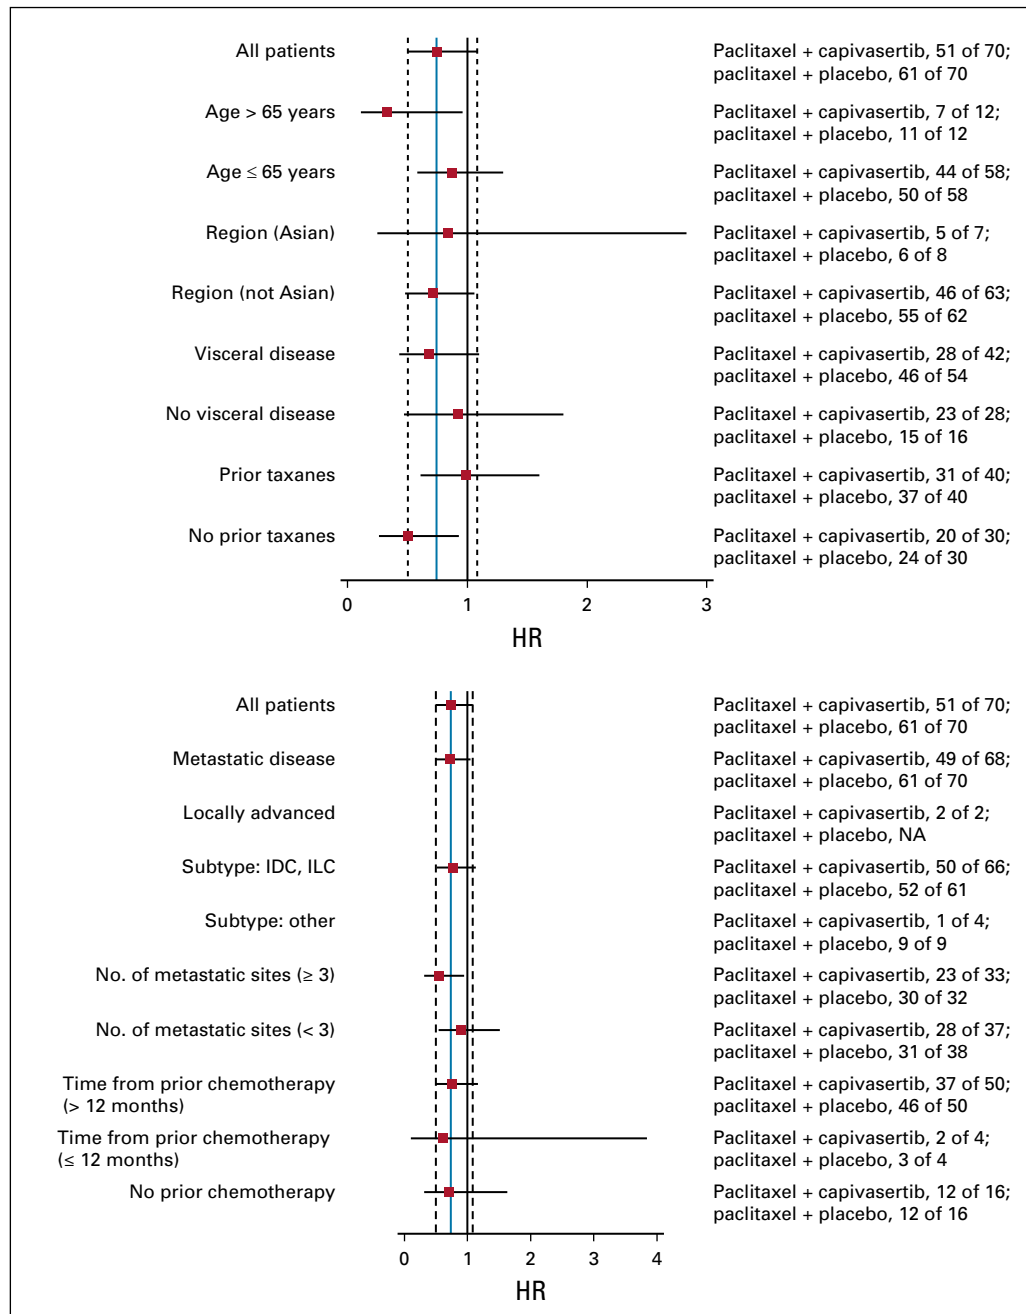 All patients
Paclitaxel + capivasertib, 51 of 70;
paclitaxel + placebo, 61 of 70
Age > 65 years
Paclitaxel + capivasertib, 7 of 12;
paclitaxel + placebo, 11 of 12
Age ≤ 65 years
Paclitaxel + capivasertib, 44 of 58;
paclitaxel + placebo, 50 of 58
Region (Asian)
Paclitaxel + capivasertib, 5 of 7;
paclitaxel + placebo, 6 of 8
Region (not Asian)
Paclitaxel + capivasertib, 46 of 63;
paclitaxel + placebo, 55 of 62
Visceral disease
Paclitaxel + capivasertib, 28 of 42;
paclitaxel + placebo, 46 of 54
No visceral disease
Paclitaxel + capivasertib, 23 of 28;
paclitaxel + placebo, 15 of 16
Prior taxanes
Paclitaxel + capivasertib, 31 of 40;
paclitaxel + placebo, 37 of 40
No prior taxanes
Paclitaxel + capivasertib, 20 of 30;
paclitaxel + placebo, 24 of 30
0 1 2 3
HR
All patients
Paclitaxel + capivasertib, 51 of 70;
paclitaxel + placebo, 61 of 70
Metastatic disease
Paclitaxel + capivasertib, 49 of 68;
paclitaxel + placebo, 61 of 70
Locally advanced
Paclitaxel + capivasertib, 2 of 2;
paclitaxel + placebo, NA
Subtype: IDC, ILC
Paclitaxel + capivasertib, 50 of 66;
paclitaxel + placebo, 52 of 61
Subtype: other
Paclitaxel + capivasertib, 1 of 4;
paclitaxel + placebo, 9 of 9
No. of metastatic sites (≥ 3)
Paclitaxel + capivasertib, 23 of 33;
paclitaxel + placebo, 30 of 32
No. of metastatic sites (< 3)
Paclitaxel + capivasertib, 28 of 37;
paclitaxel + placebo, 31 of 38
Time from prior chemotherapy
(> 12 months)
Paclitaxel + capivasertib, 37 of 50;
paclitaxel + placebo, 46 of 50
Time from prior chemotherapy
(≤ 12 months)
Paclitaxel + capivasertib, 2 of 4;
paclitaxel + placebo, 3 of 4
No prior chemotherapy
Paclitaxel + capivasertib, 12 of 16;
paclitaxel + placebo, 12 of 16
0 1 2 3 4
HR